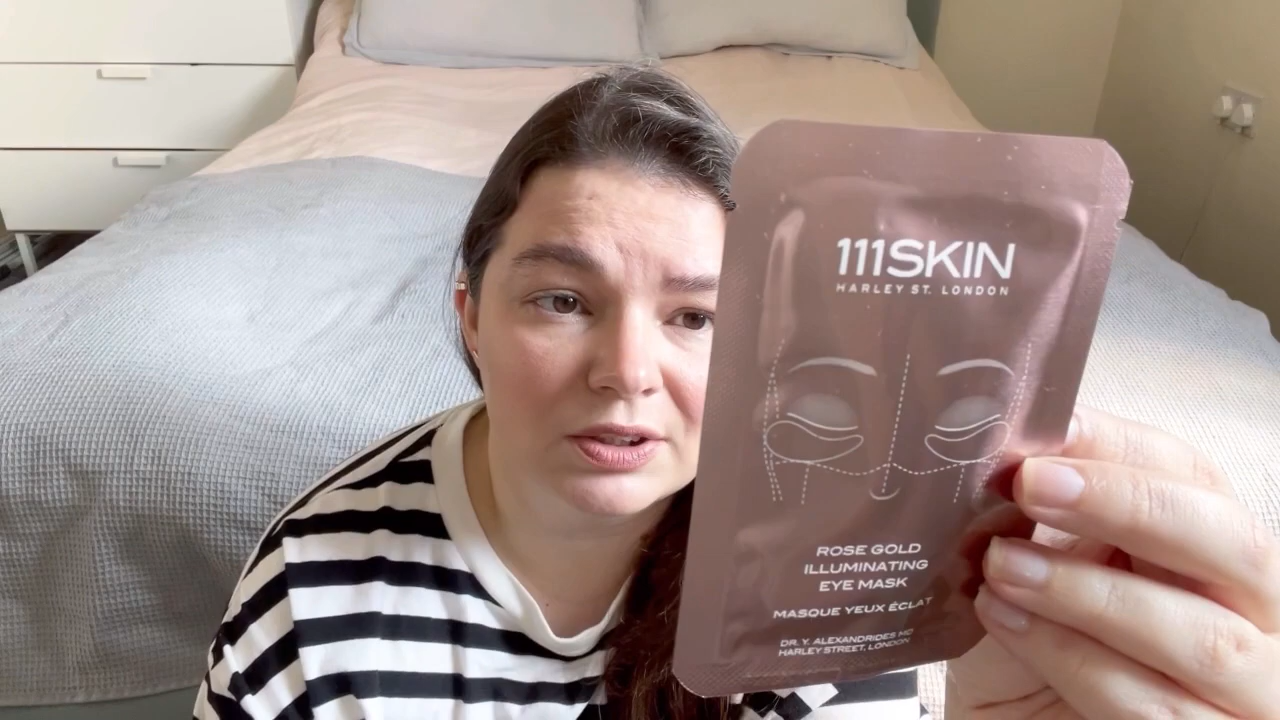 111SKIN
HARLEY ST. LONDON
ROSE GOLD
ILLUMINATING
EYE MASK
MASQUE YEUX ÉCLAT
DR. Y. ALEXANDRIDES MD
HARLEY STREET, LONDON